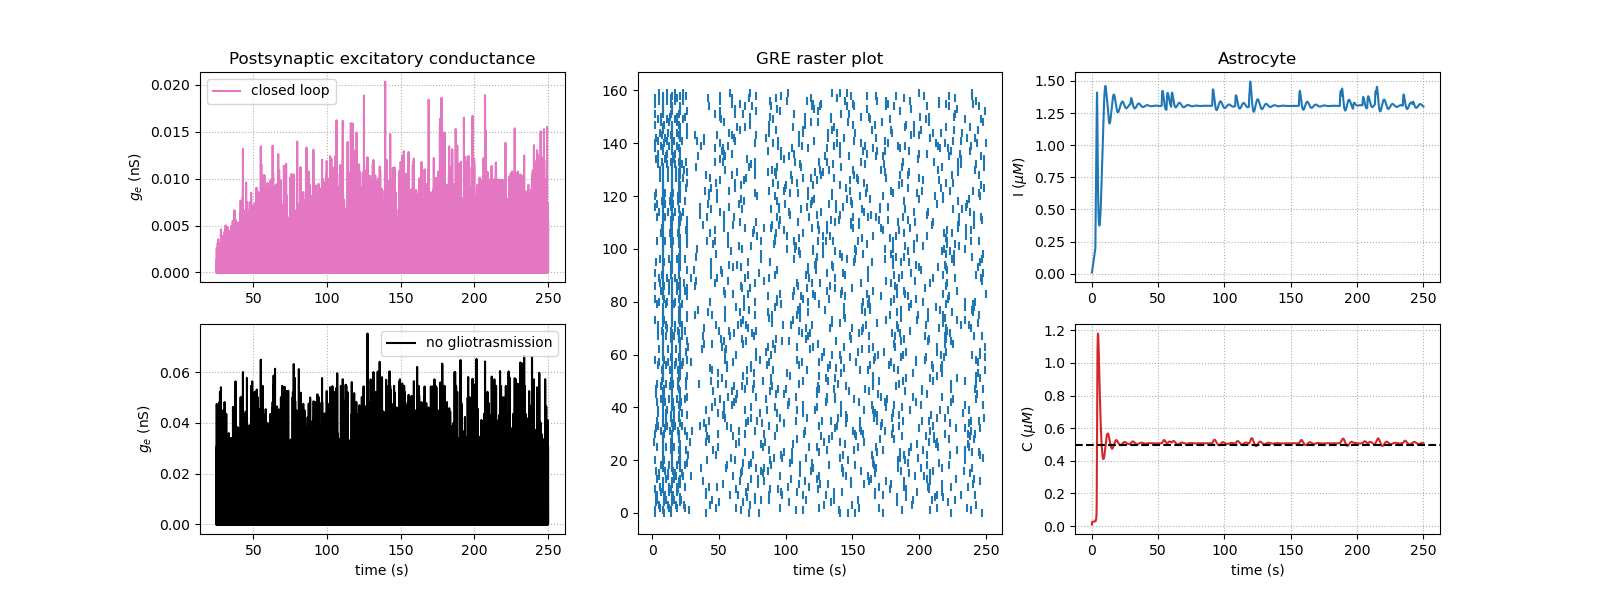 Postsynaptic excitatory conductance
closed loop
0.020
0.015
0.010
0.005
0.000
gₑ (nS)
50 100 150 200 250
no gliotrasmission
0.06
0.04
0.02
0.00
gₑ (nS)
50 100 150 200 250
time (s)
GRE raster plot
160
140
120
100
80
60
40
20
0
0 50 100 150 200 250
time (s)
Astrocyte
1.50
1.25
1.00
0.75
0.50
0.25
0.00
I (μM)
0 50 100 150 200 250
1.2
1.0
0.8
0.6
0.4
0.2
0.0
C (μM)
0 50 100 150 200 250
time (s)